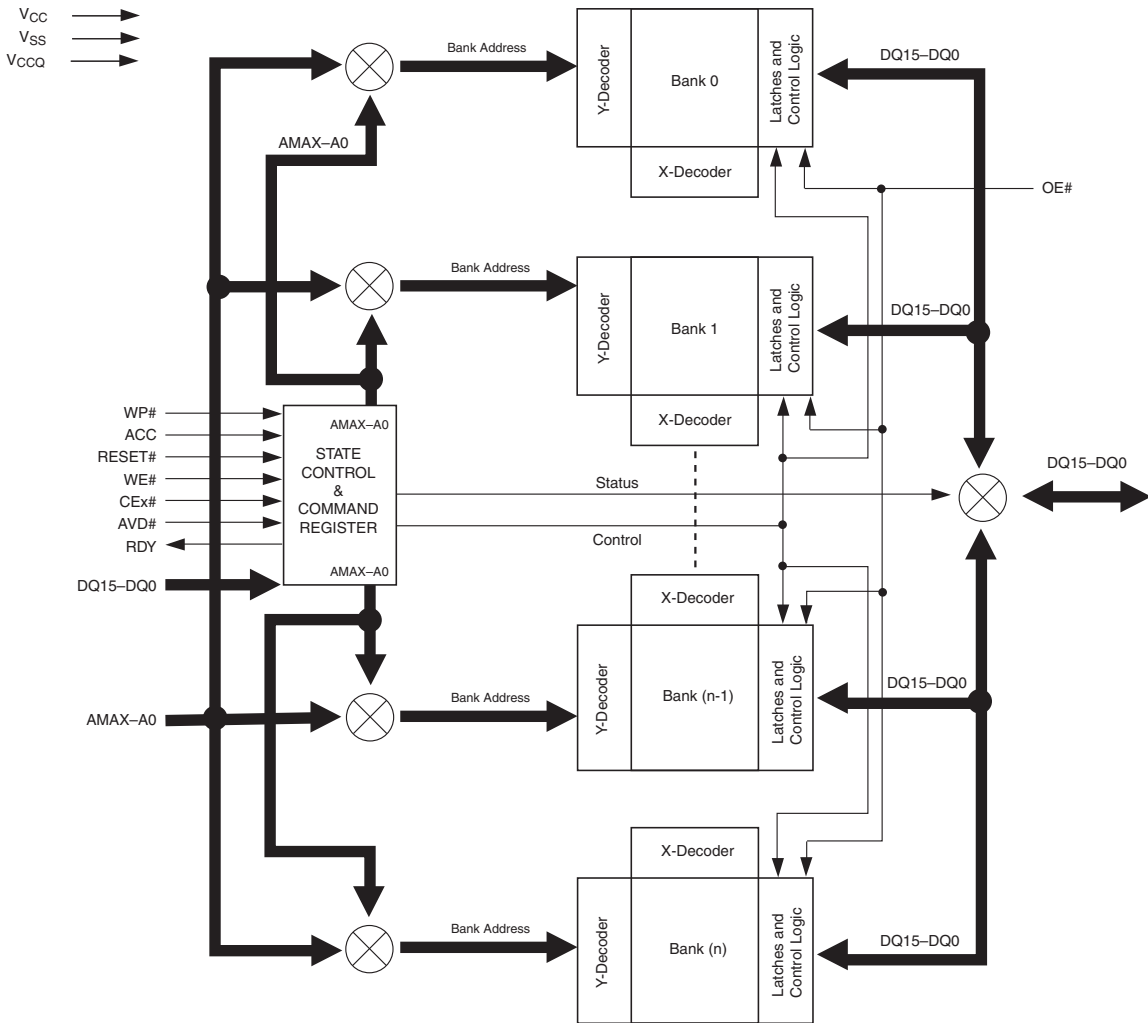 VCC
VSS
VCCQ
Bank Address
Y-Decoder
Bank 0
Latches and
Control Logic
DQ15–DQ0
AMAX–A0
X-Decoder
OE#
Bank Address
Y-Decoder
Bank 1
Latches and
Control Logic
DQ15–DQ0
X-Decoder
WP#
ACC
RESET#
WE#
CEx#
AVD#
RDY
DQ15–DQ0
AMAX–A0
STATE
CONTROL
&
COMMAND
REGISTER
AMAX–A0
Status
Control
DQ15–DQ0
X-Decoder
AMAX–A0
Bank Address
Y-Decoder
Bank (n-1)
Latches and
Control Logic
DQ15–DQ0
X-Decoder
Bank Address
Y-Decoder
Bank (n)
Latches and
Control Logic
DQ15–DQ0